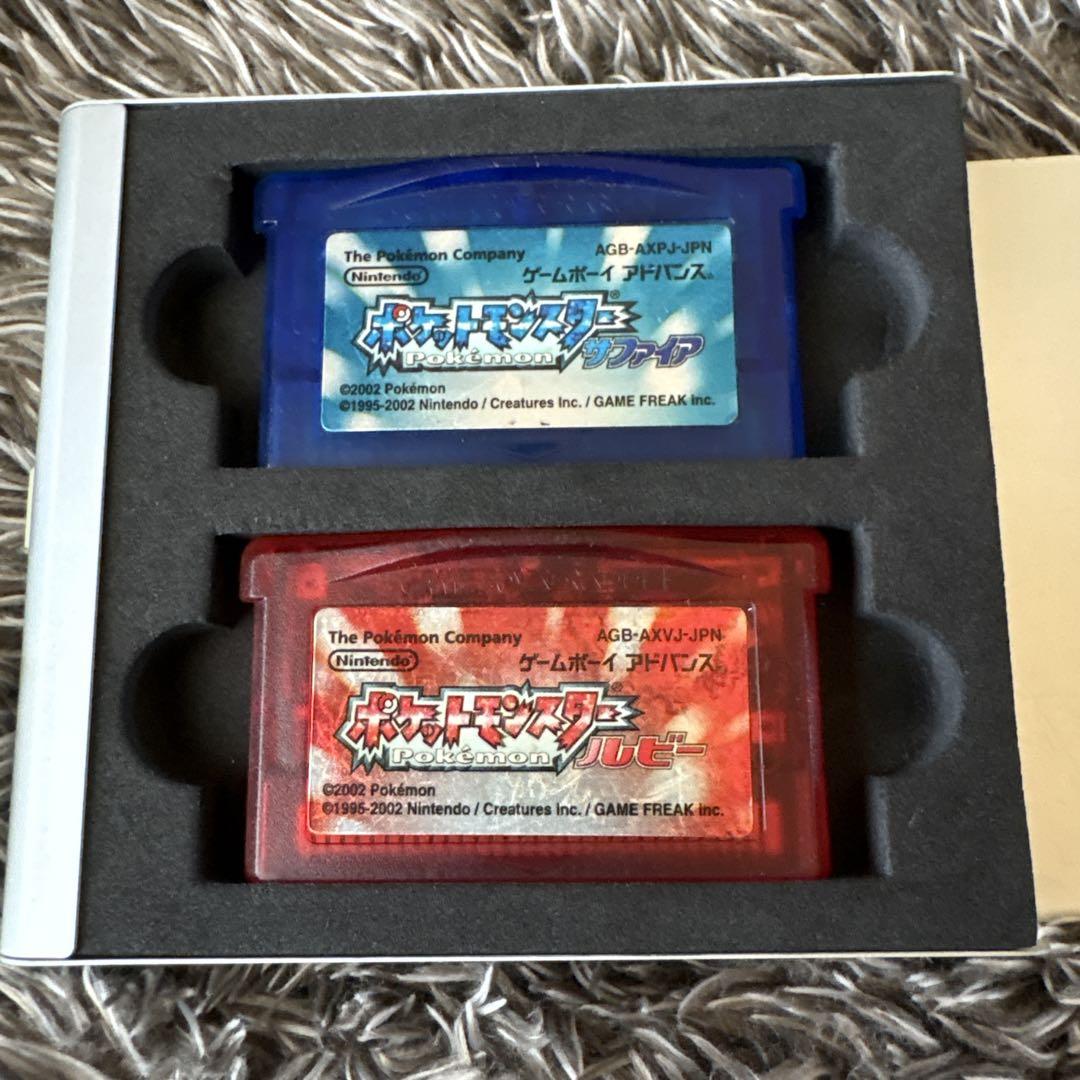 The Pokémon Company
AGB-AXPJ-JPN
Nintendo
ゲームボーイ アドバンス®
ポケットモンスター®
Pokémon
サファイア
©2002 Pokémon
©1995-2002 Nintendo / Creatures Inc. / GAME FREAK inc.
The Pokémon Company
AGB-AXVJ-JPN
Nintendo®
ゲームボーイ アドバンス®
ポケットモンスター®
Pokémon
ルビー
©2002 Pokémon
©1995-2002 Nintendo / Creatures Inc. / GAME FREAK inc.